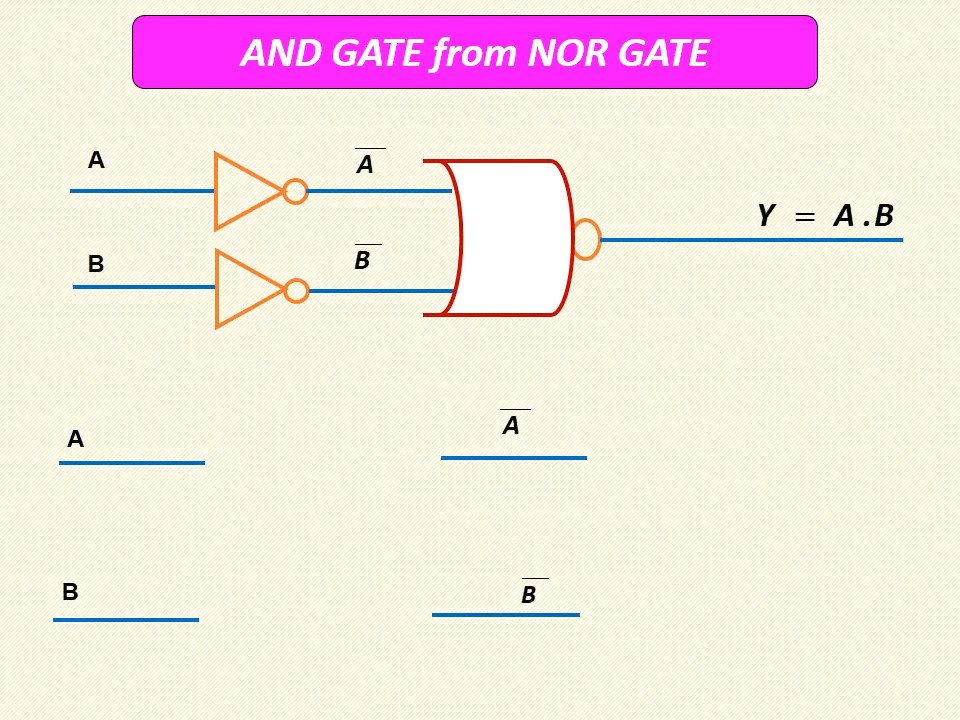 AND GATE from NOR GATE
A
A̅
Y = A . B
B
B̅
A
A̅
B
B̅